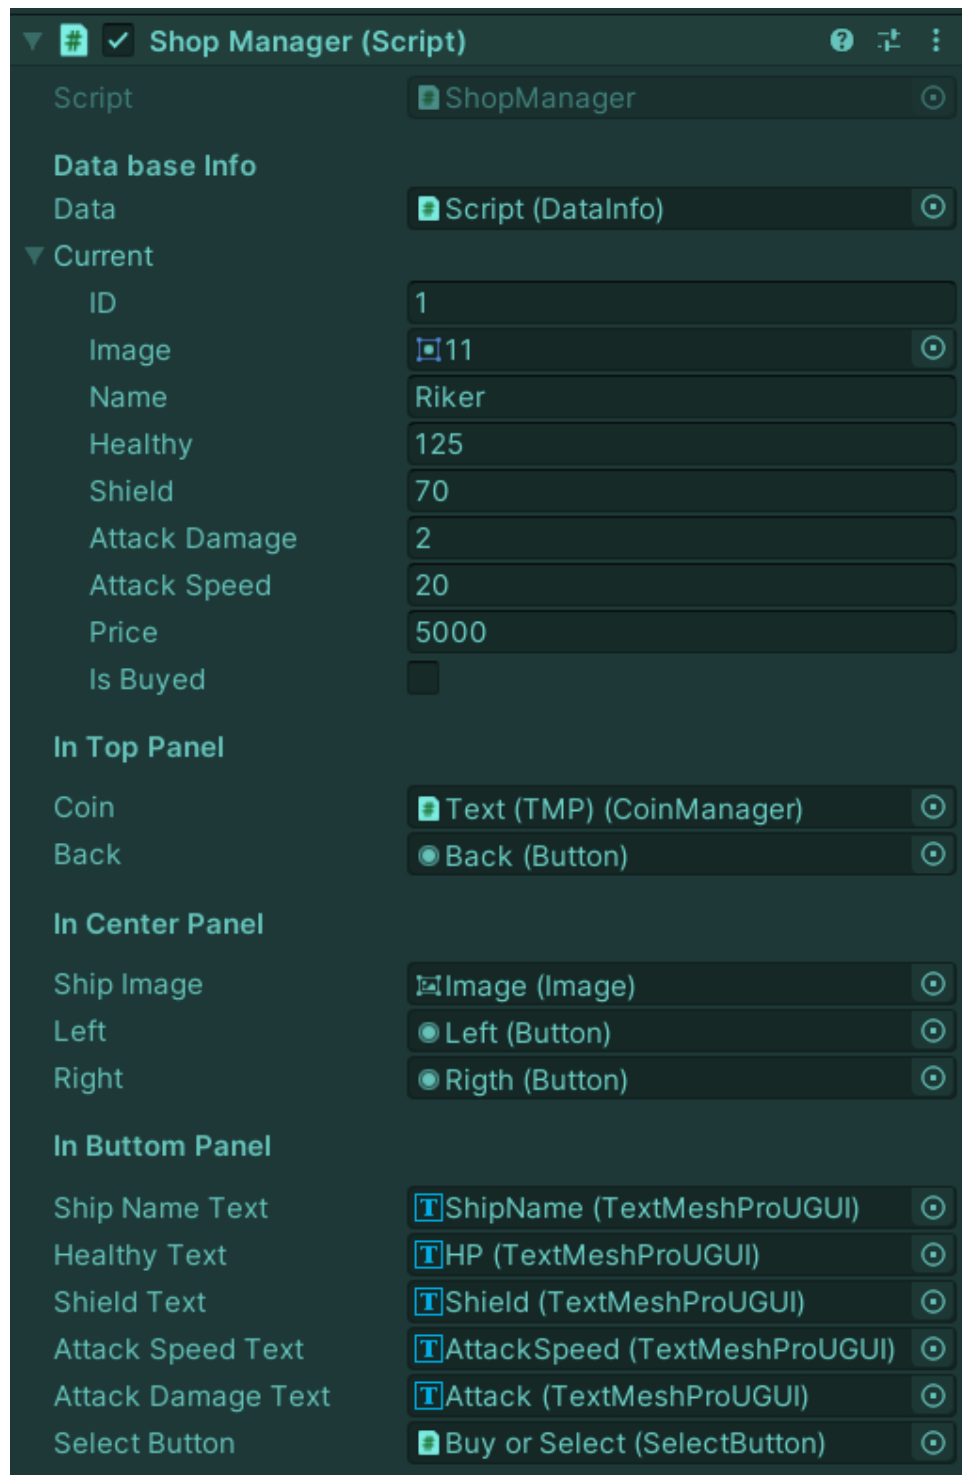 Shop Manager (Script)
Script ShopManager
Data base Info
Data Script (DataInfo)
Current
ID 1
Image 11
Name Riker
Healthy 125
Shield 70
Attack Damage 2
Attack Speed 20
Price 5000
Is Buyed
In Top Panel
Coin Text (TMP) (CoinManager)
Back Back (Button)
In Center Panel
Ship Image Image (Image)
Left Left (Button)
Right Rigth (Button)
In Buttom Panel
Ship Name Text ShipName (TextMeshProUGUI)
Healthy Text HP (TextMeshProUGUI)
Shield Text Shield (TextMeshProUGUI)
Attack Speed Text AttackSpeed (TextMeshProUGUI)
Attack Damage Text Attack (TextMeshProUGUI)
Select Button Buy or Select (SelectButton)